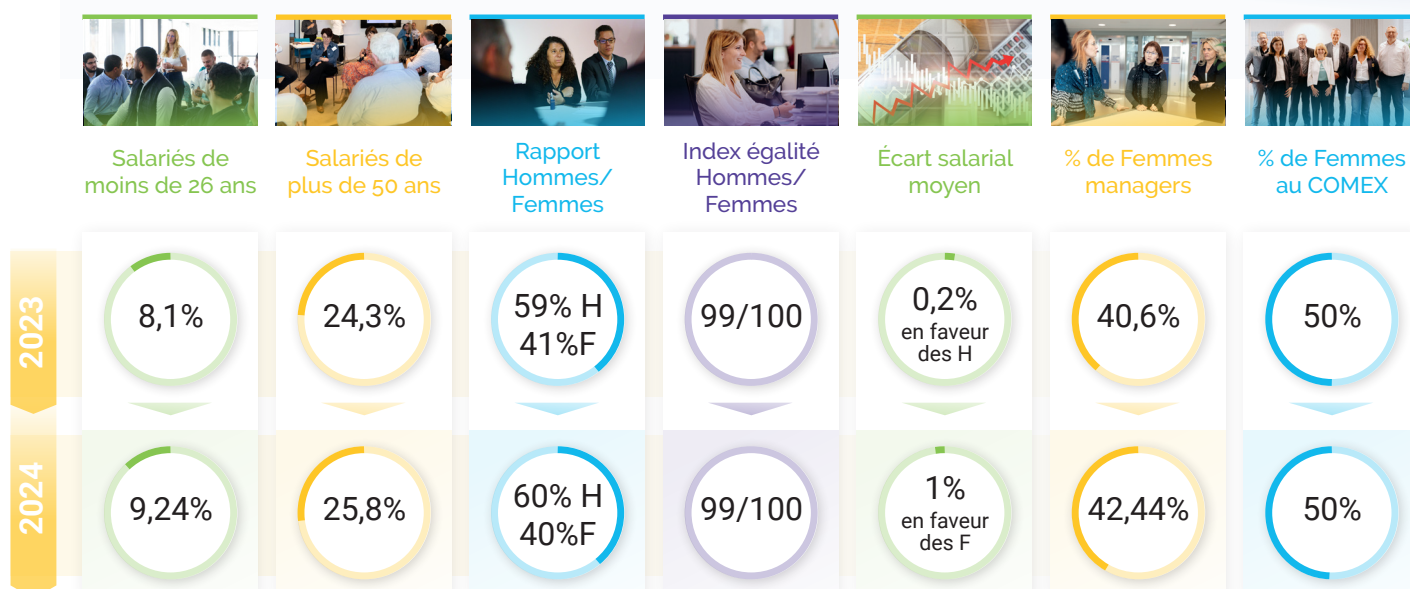 Salariés de
moins de 26 ans
Salariés de
plus de 50 ans
Rapport
Hommes/
Femmes
Index égalité
Hommes/
Femmes
Écart salarial
moyen
% de Femmes
managers
% de Femmes
au COMEX
2023
8,1%
24,3%
59% H
41%F
99/100
0,2%
en faveur
des H
40,6%
50%
2024
9,24%
25,8%
60% H
40%F
99/100
1%
en faveur
des F
42,44%
50%